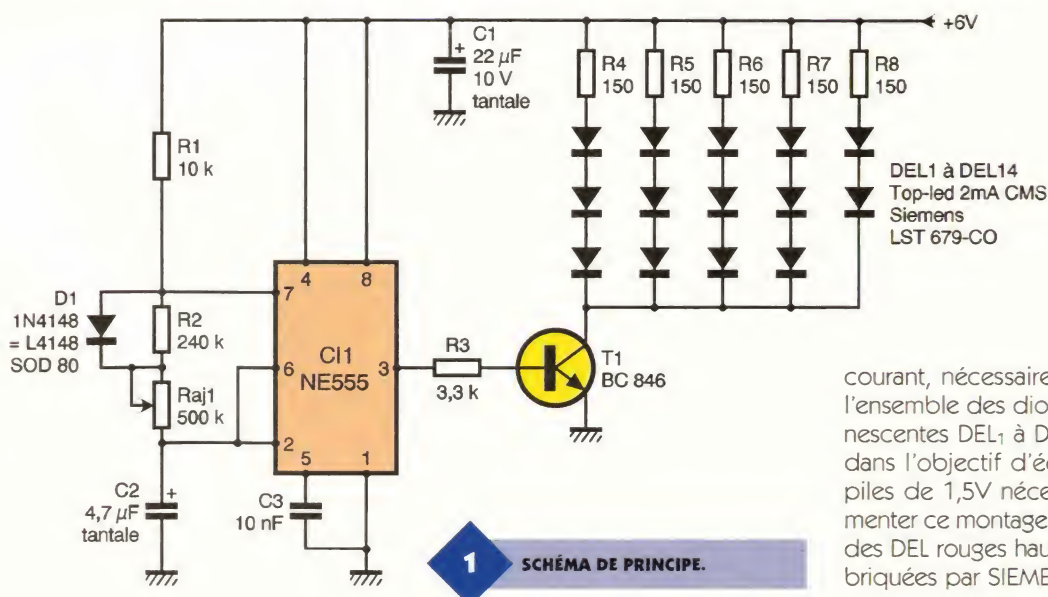 +6V
C1
+
22 µF
10 V
tantale
R4
150
R5
150
R6
150
R7
150
R8
150
R1
10 k
DEL1 à DEL14
Top-led 2mA CMS
Siemens
LST 679-CO
4
8
D1
1N4148
= L4148
SOD 80
7
R2
240 k
CI1
NE555
6
3
R3
3,3 k
T1
BC 846
Raj1
500 k
2
5
1
C2
+
4,7 µF
tantale
C3
10 nF
1
SCHÉMA DE PRINCIPE.
courant, nécessaire
l'ensemble des dio
nescentes DEL1 à D
dans l'objectif d'éc
piles de 1,5V néce
menter ce montage
des DEL rouges hau
briquées par SIEME